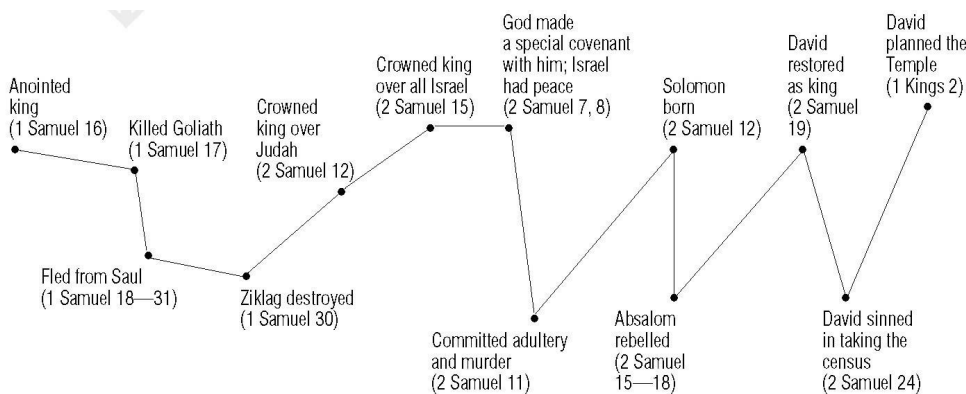 Anointed
king
(1 Samuel 16)
Killed Goliath
(1 Samuel 17)
Fled from Saul
(1 Samuel 18—31)
Ziklag destroyed
(1 Samuel 30)
Crowned
king over
Judah
(2 Samuel 12)
Crowned king
over all Israel
(2 Samuel 15)
God made
a special covenant
with him; Israel
had peace
(2 Samuel 7, 8)
Committed adultery
and murder
(2 Samuel 11)
Solomon
born
(2 Samuel 12)
Absalom
rebelled
(2 Samuel
15—18)
David
restored
as king
(2 Samuel
19)
David sinned
in taking the
census
(2 Samuel 24)
David
planned the
Temple
(1 Kings 2)